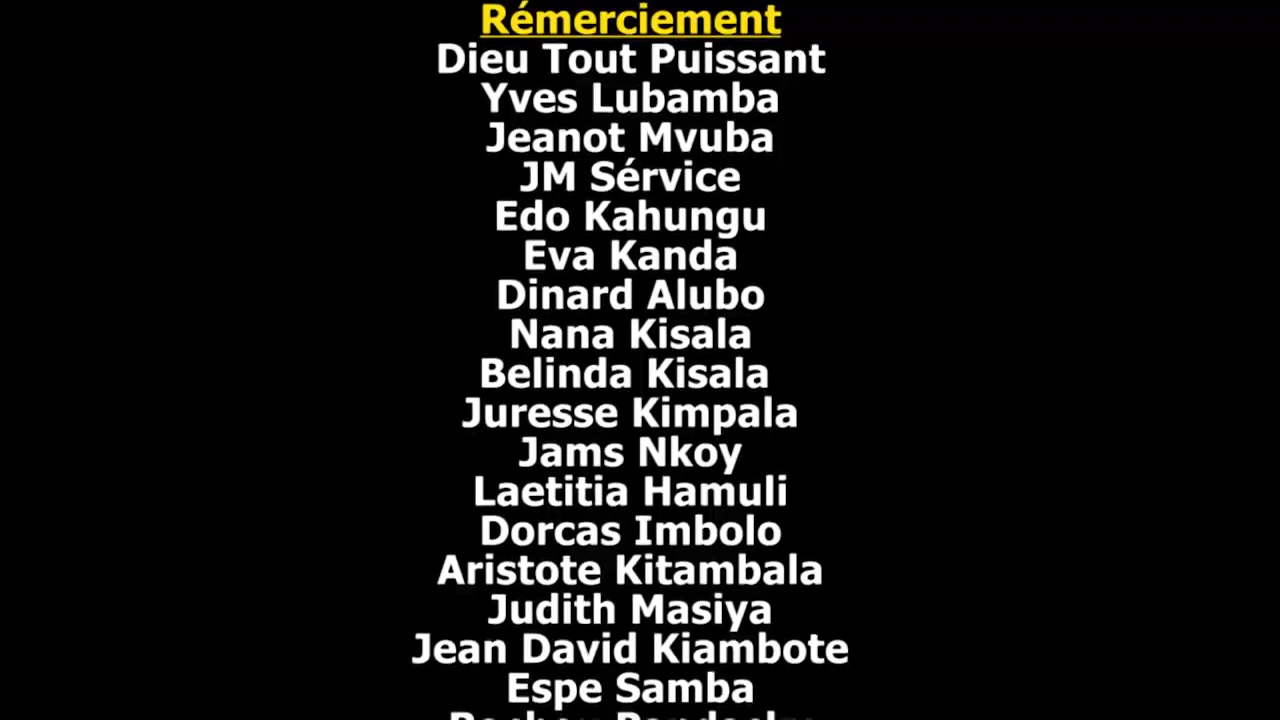 Rémerciement
Dieu Tout Puissant
Yves Lubamba
Jeanot Mvuba
JM Sérvice
Edo Kahungu
Eva Kanda
Dinard Alubo
Nana Kisala
Belinda Kisala
Juresse Kimpala
Jams Nkoy
Laetitia Hamuli
Dorcas Imbolo
Aristote Kitambala
Judith Masiya
Jean David Kiambote
Espe Samba